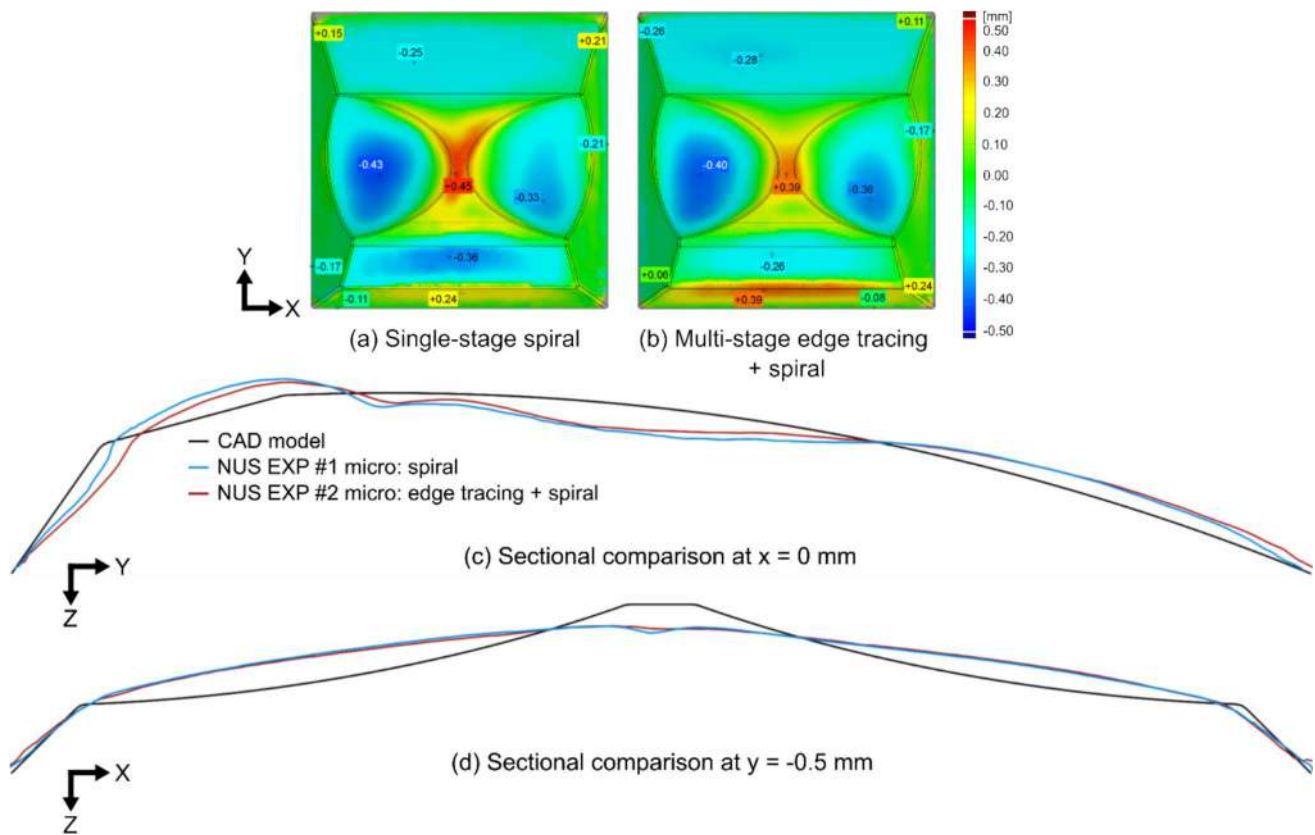 +0.15
-0.25
+0.21
-0.43
-0.21
+0.45
-0.33
-0.36
-0.17
-0.11
+0.24
-0.26
-0.28
+0.11
-0.17
-0.40
+0.39
-0.36
-0.26
+0.06
+0.39
-0.08
+0.24
[mm]
0.50
0.40
0.30
0.20
0.10
0.00
-0.10
-0.20
-0.30
-0.40
-0.50
Y
X
(a) Single-stage spiral
(b) Multi-stage edge tracing
+ spiral
CAD model
NUS EXP #1 micro: spiral
NUS EXP #2 micro: edge tracing + spiral
Y
Z
(c) Sectional comparison at x = 0 mm
X
Z
(d) Sectional comparison at y = -0.5 mm